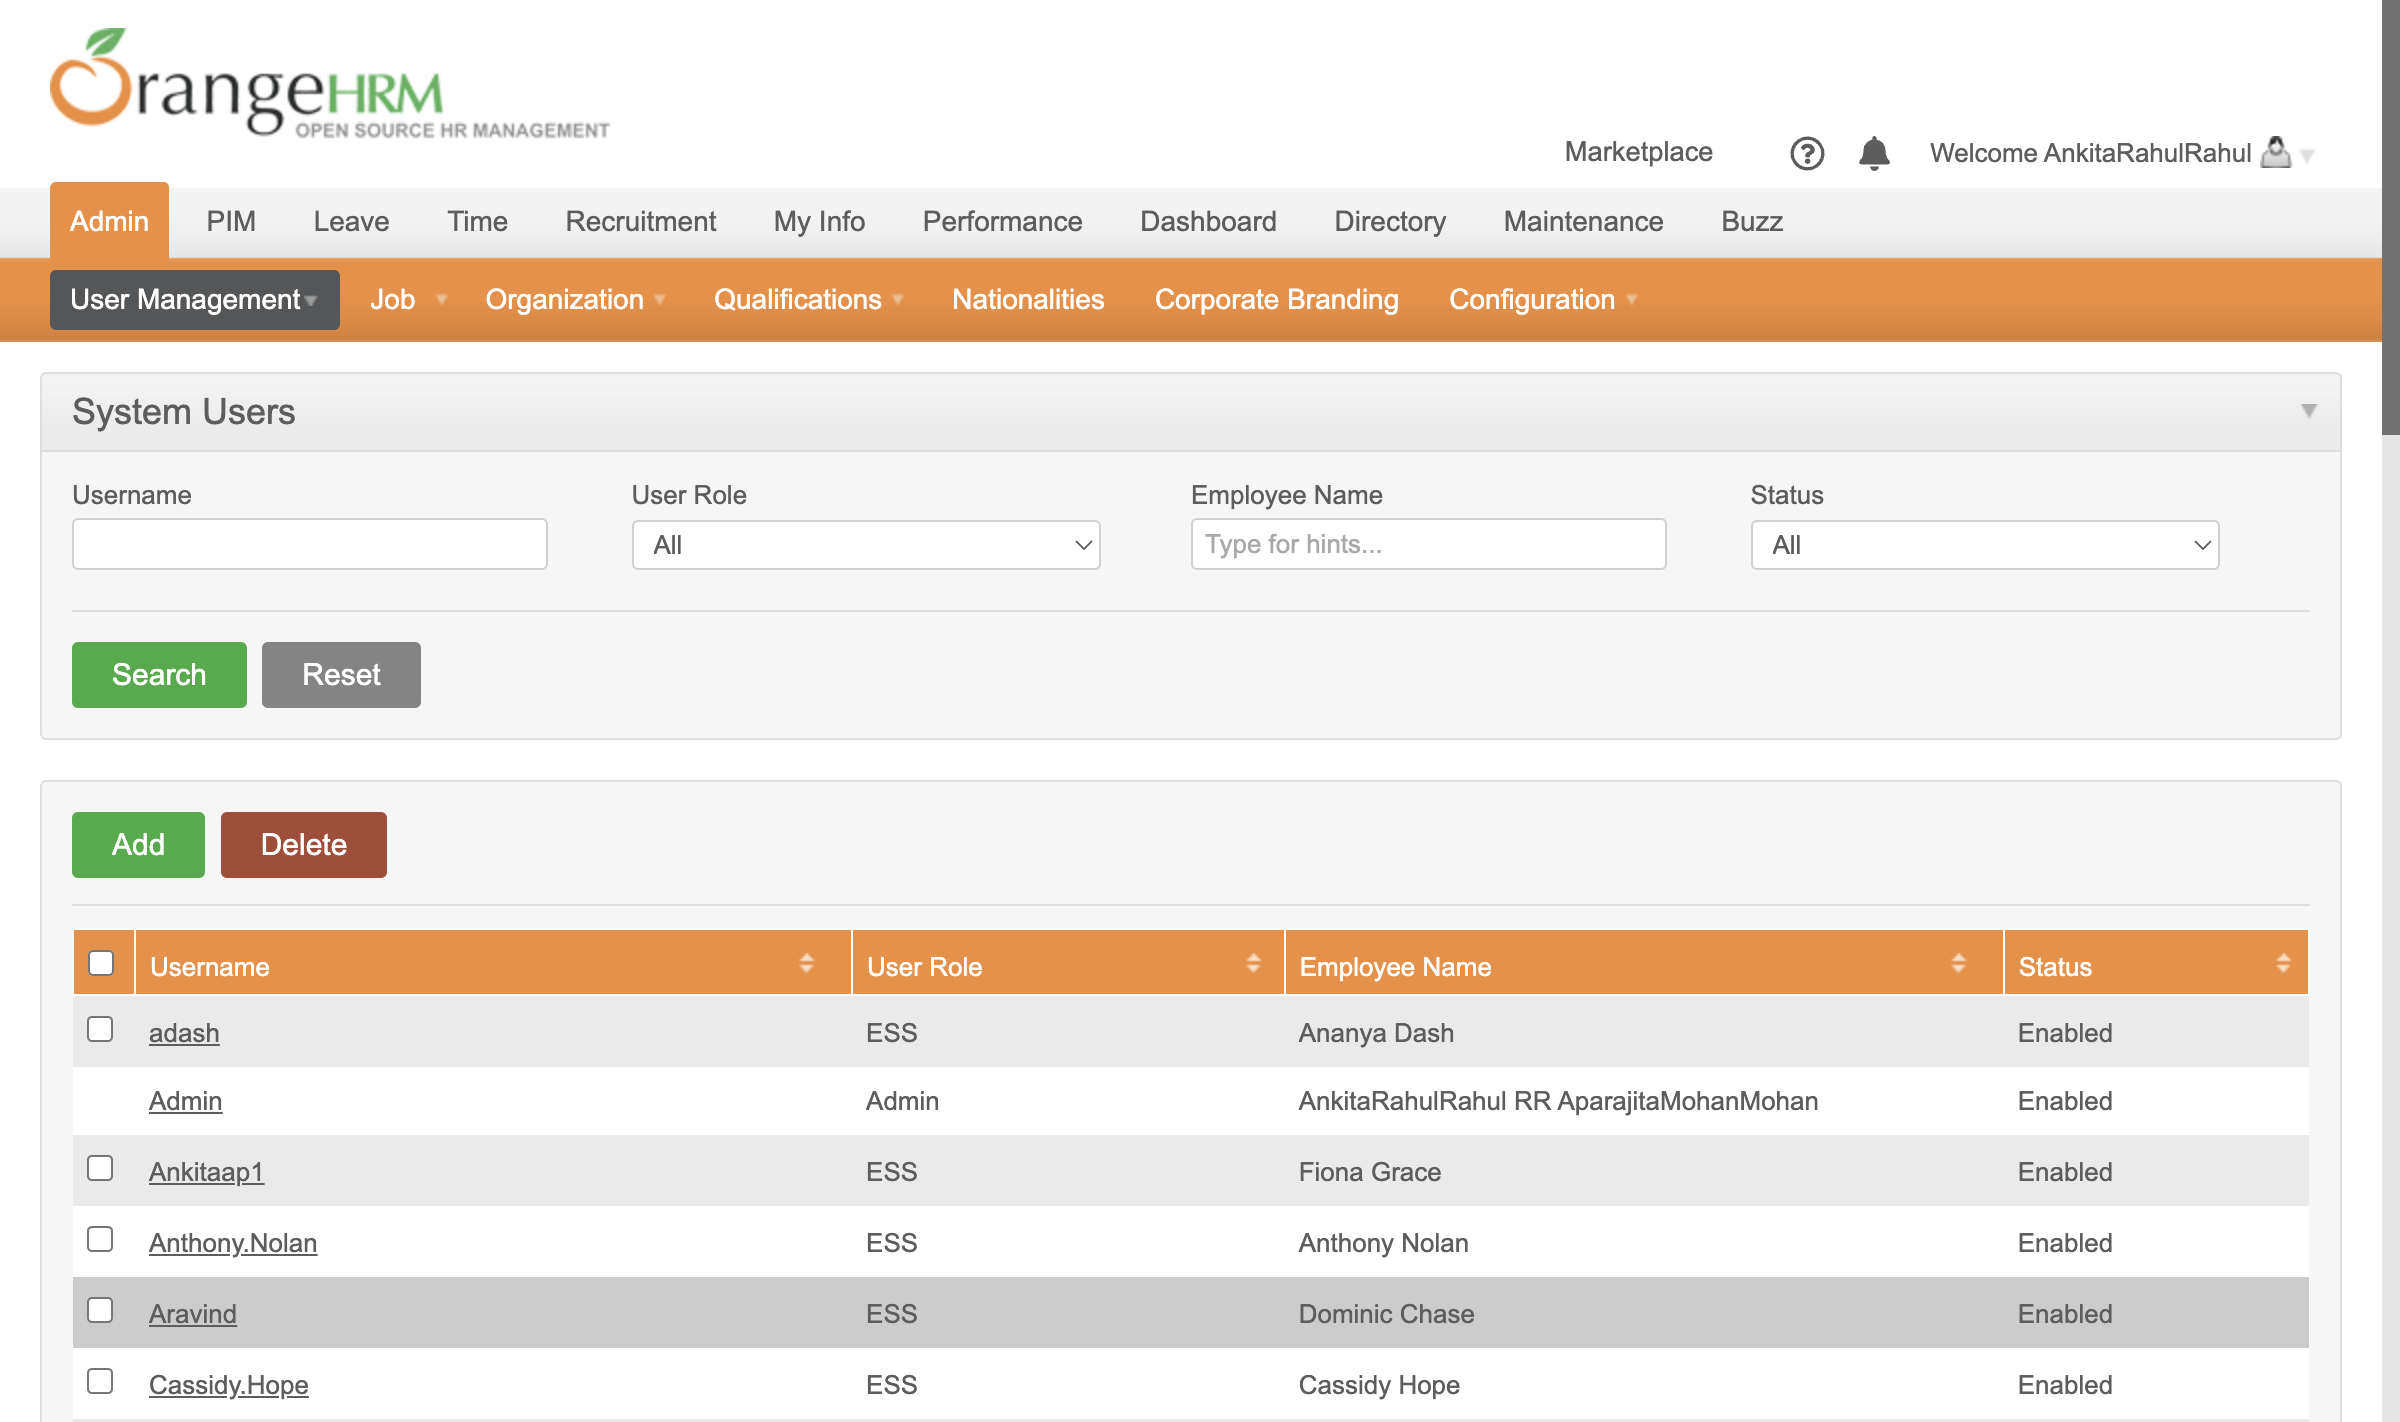 OrangeHRM
OPEN SOURCE HR MANAGEMENT
Marketplace ? Welcome AnkitaRahulRahul
Admin PIM Leave Time Recruitment My Info Performance Dashboard Directory Maintenance Buzz
User Management Job Organization Qualifications Nationalities Corporate Branding Configuration
System Users
Username User Role Employee Name Status
All Type for hints... All
Search Reset
Add Delete
Username User Role Employee Name Status
adash ESS Ananya Dash Enabled
Admin Admin AnkitaRahulRahul RR AparajitaMohanMohan Enabled
Ankitaap1 ESS Fiona Grace Enabled
Anthony.Nolan ESS Anthony Nolan Enabled
Aravind ESS Dominic Chase Enabled
Cassidy.Hope ESS Cassidy Hope Enabled